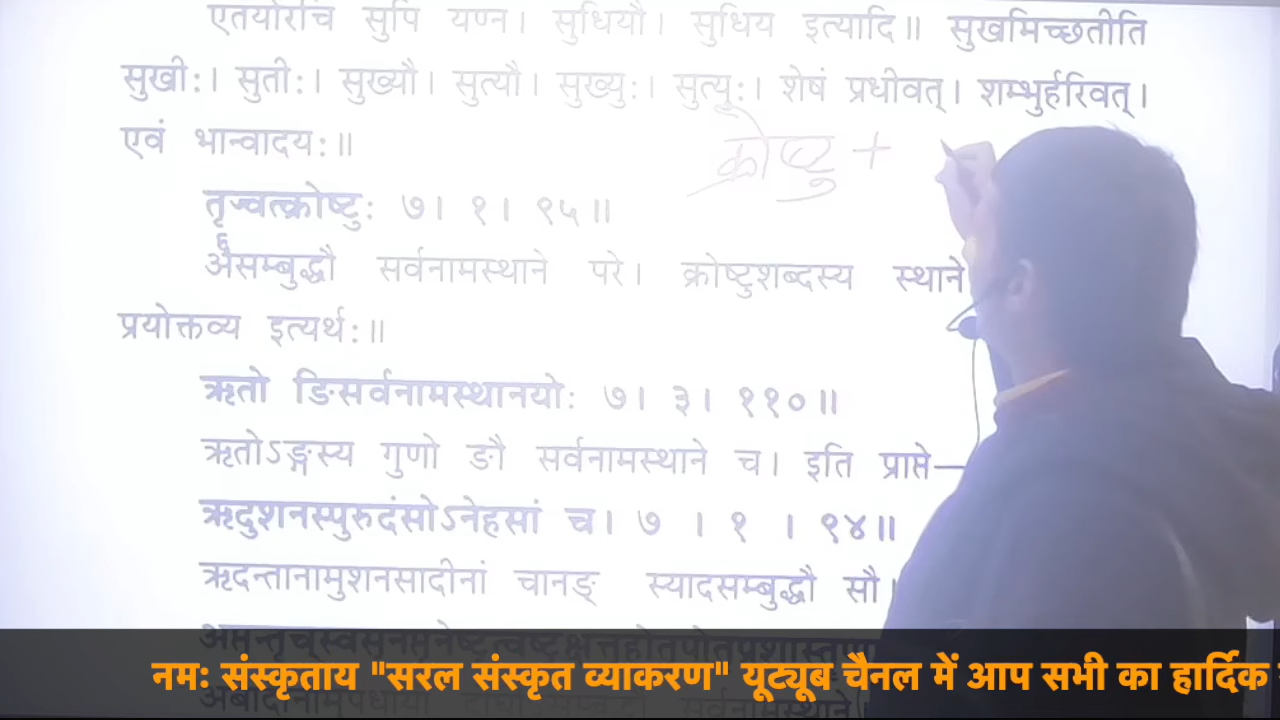 एतयोरचि सुपि यण्न। सुधियौ। सुधिय इत्यादि॥ सुखमिच्छतीति
सुखीः। सुतीः। सुख्यौ। सुत्यौ। सुख्युः। सुत्युः। शेषं प्रधीवत्। शम्भुर्हरिवत्।
एवं भान्वादयः॥
क्रोष्टु +
तृज्वत्क्रोष्टुः ७। १। ९५॥
असम्बुद्धौ सर्वनामस्थाने परे। क्रोष्टुशब्दस्य स्थाने
प्रयोक्तव्य इत्यर्थः॥
ऋतो ङिसर्वनामस्थानयोः ७। ३। ११०॥
ऋतोऽङ्गस्य गुणो ङौ सर्वनामस्थाने च। इति प्राप्ते—
ऋदुशनस्पुरुदंसोऽनेहसां च। ७ । १ । ९४॥
ऋदन्तानामुशनसादीनां चानङ् स्यादसम्बुद्धौ सौ।
नमः संस्कृताय "सरल संस्कृत व्याकरण" यूट्यूब चैनल में आप सभी का हार्दिक